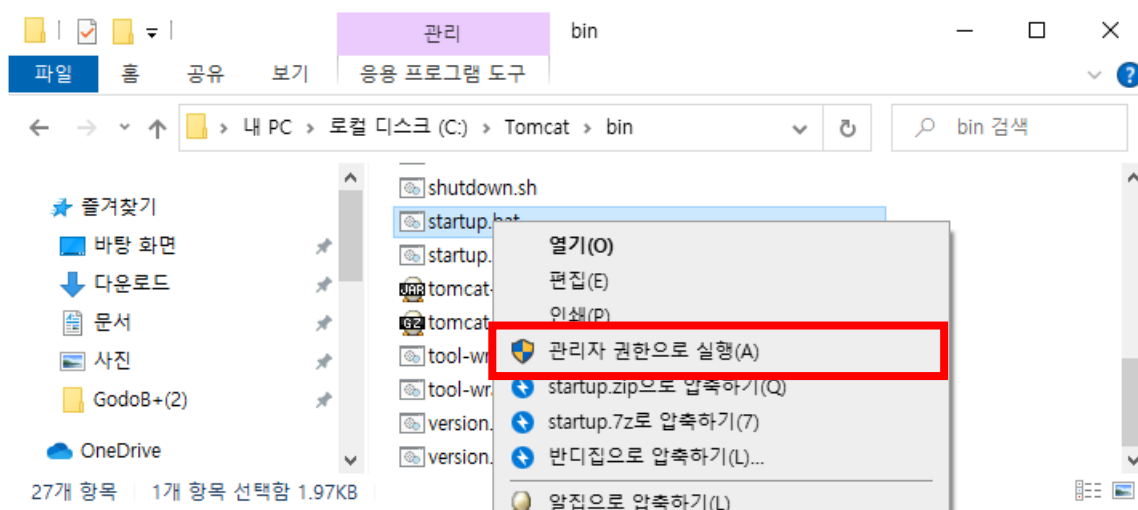 관리
bin
파일
홈
공유
보기
응용 프로그램 도구
내 PC > 로컬 디스크 (C:) > Tomcat > bin
bin 검색
즐겨찾기
바탕 화면
다운로드
문서
사진
GodoB+(2)
OneDrive
shutdown.sh
startup.bat
startup.
tomcat-
tomcat
tool-wr
tool-wr
version.
version.
열기(O)
편집(E)
인쇄(P)
관리자 권한으로 실행(A)
startup.zip으로 압축하기(Q)
startup.7z로 압축하기(7)
반디집으로 압축하기(L)...
알집으로 압축하기(L)
27개 항목
1개 항목 선택함 1.97KB